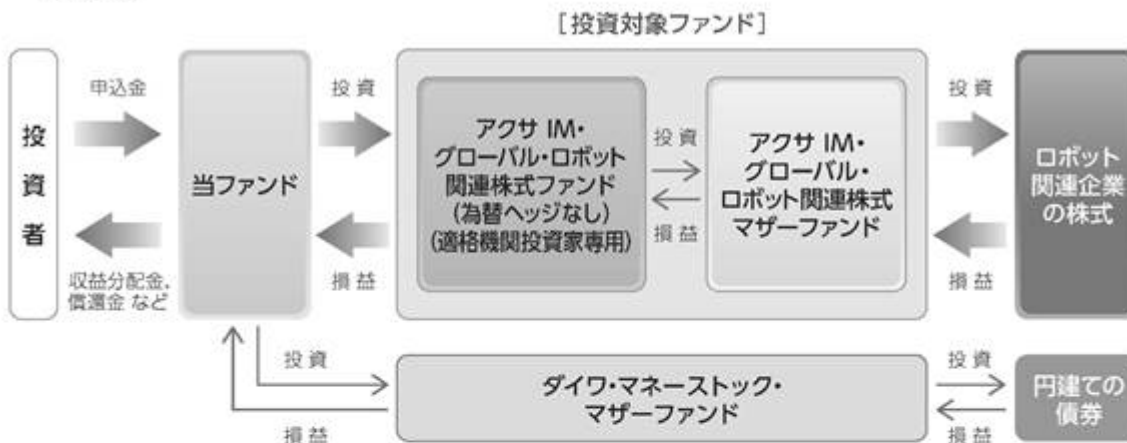 [投資対象ファンド]
投資者
申込金
収益分配金、
償還金 など
当ファンド
投資
損益
アクサ IM・
グローバル・ロボット
関連株式ファンド
(為替ヘッジなし)
(適格機関投資家専用)
投資
損益
アクサ IM・
グローバル・
ロボット関連株式
マザーファンド
投資
損益
ロボット
関連企業
の株式
投資
損益
ダイワ・マネーストック・
マザーファンド
投資
損益
円建ての
債券